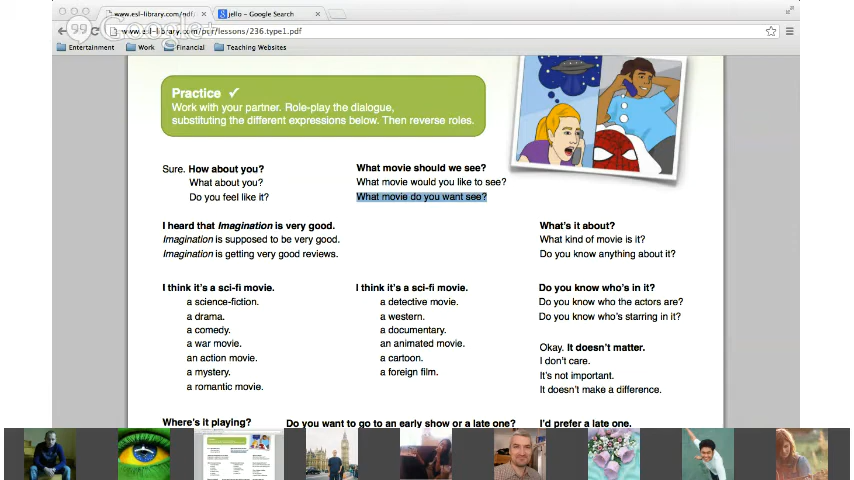 www.esl-library.com/pdf
jello - Google Search
www.esl-library.com/pdf/lessons/236.type1.pdf
Google+
Entertainment
Work
Financial
Teaching Websites
Practice ✓
Work with your partner. Role-play the dialogue,
substituting the different expressions below. Then reverse roles.
Sure. How about you?
What about you?
Do you feel like it?
What movie should we see?
What movie would you like to see?
What movie do you want see?
I heard that Imagination is very good.
Imagination is supposed to be very good.
Imagination is getting very good reviews.
What's it about?
What kind of movie is it?
Do you know anything about it?
I think it's a sci-fi movie.
a science-fiction.
a drama.
a comedy.
a war movie.
an action movie.
a mystery.
a romantic movie.
I think it's a sci-fi movie.
a detective movie.
a western.
a documentary.
an animated movie.
a cartoon.
a foreign film.
Do you know who's in it?
Do you know who the actors are?
Do you know who's starring in it?
Okay. It doesn't matter.
I don't care.
It's not important.
It doesn't make a difference.
Where's it playing?
Do you want to go to an early show or a late one?
I'd prefer a late one.